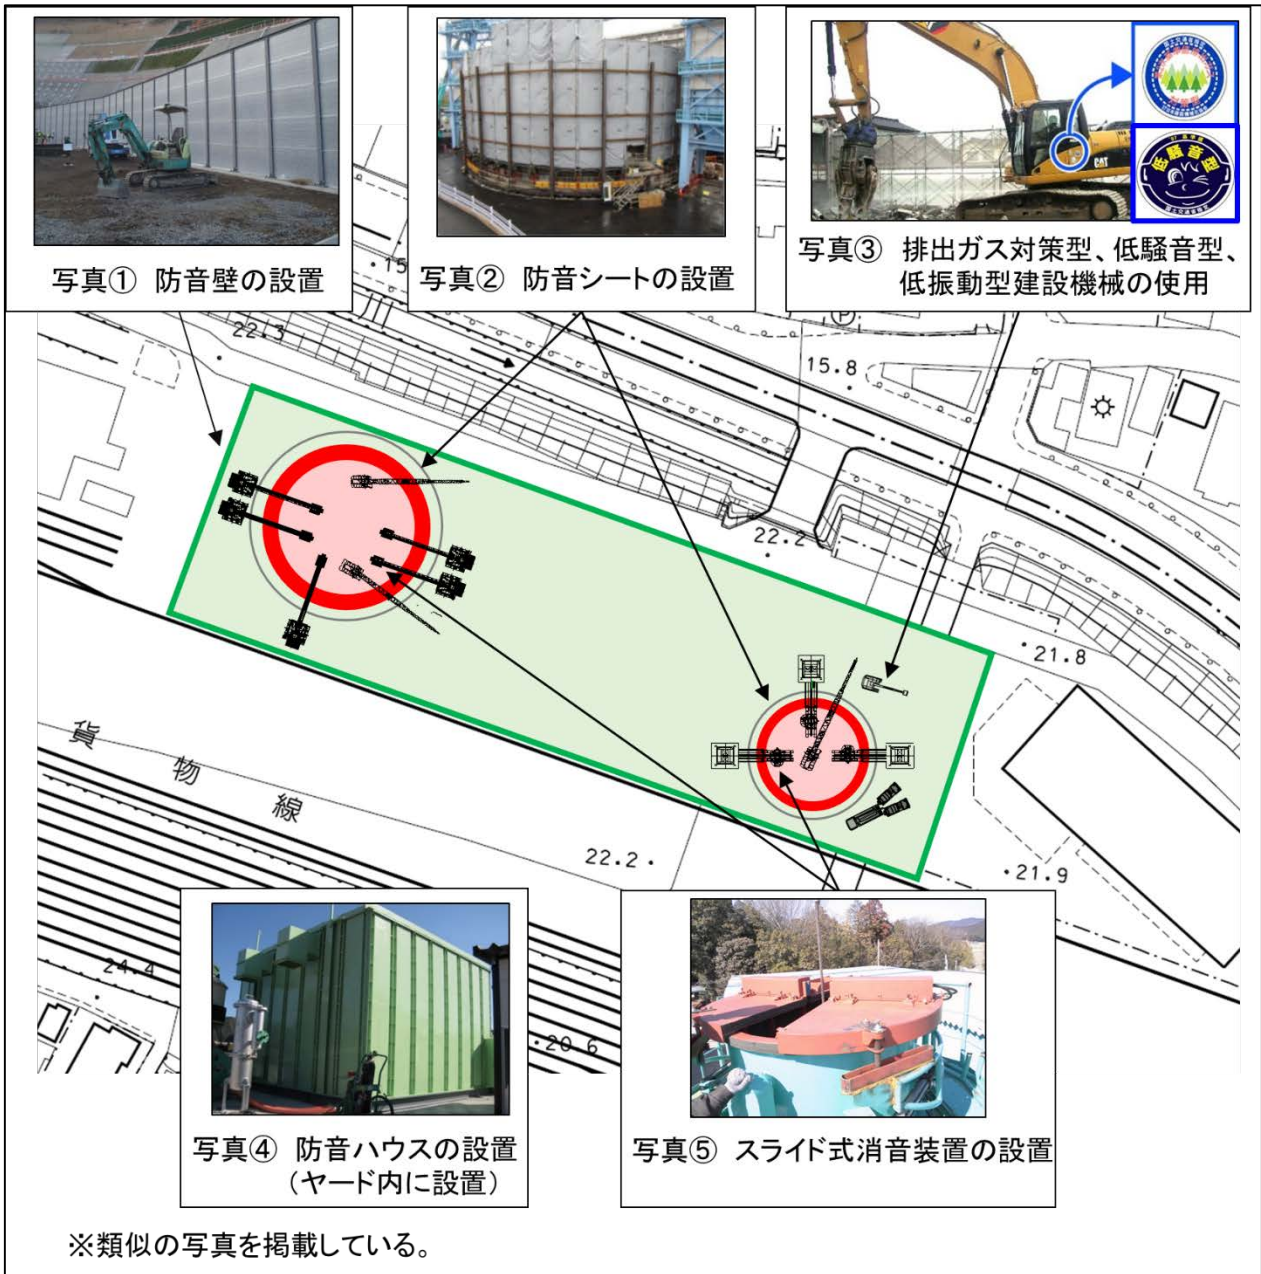 写真① 防音壁の設置
写真② 防音シートの設置
CAT
低騒音型
写真③ 排出ガス対策型、低騒音型、
低振動型建設機械の使用
22.3
15.8
22.2
21.8
貨物線
22.2
21.9
24.4
20.6
写真④ 防音ハウスの設置
（ヤード内に設置）
写真⑤ スライド式消音装置の設置
※類似の写真を掲載している。